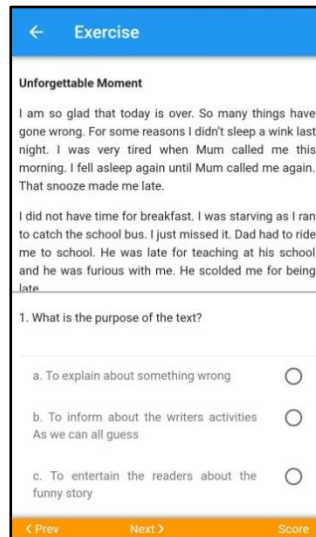 Exercise
Unforgettable Moment
I am so glad that today is over. So many things have
gone wrong. For some reasons I didn't sleep a wink last
night. I was very tired when Mum called me this
morning. I fell asleep again until Mum called me again.
That snooze made me late.
I did not have time for breakfast. I was starving as I ran
to catch the school bus. I just missed it. Dad had to ride
me to school. He was late for teaching at his school
and he was furious with me. He scolded me for being
late
1. What is the purpose of the text?
a. To explain about something wrong
b. To inform about the writers activities
As we can all guess
c. To entertain the readers about the
funny story
< Prev Next > Score